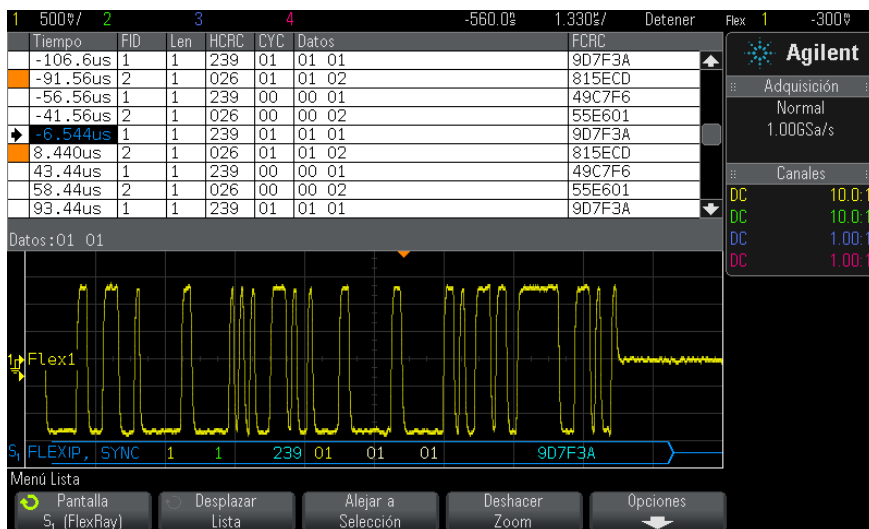 1 500♥/ 2 3 4 -560.0⅝ 1.330⅝/ Detener Flex 1 -300♥
Tiempo FID Len HCRC CYC Datos FCRC
-106.6us 1 1 239 01 01 01 9D7F3A
-91.56us 2 1 026 01 01 02 815ECD
-56.56us 1 1 239 00 00 01 49C7F6
-41.56us 2 1 026 00 00 02 55E601
-6.544us 1 1 239 01 01 01 9D7F3A
8.440us 2 1 026 01 01 02 815ECD
43.44us 1 1 239 00 00 01 49C7F6
58.44us 2 1 026 00 00 02 55E601
93.44us 1 1 239 01 01 01 9D7F3A
Datos:01 01
Agilent
Adquisición
Normal
1.00GSa/s
Canales
DC 10.0:1
DC 10.0:1
DC 1.00:1
DC 1.00:1
Flex1
S1 FLEXIP, SYNC 1 1 239 01 01 01 9D7F3A
Menú Lista
Pantalla
S1 (FlexRay)
Desplazar
Lista
Alejar a
Selección
Deshacer
Zoom
Opciones